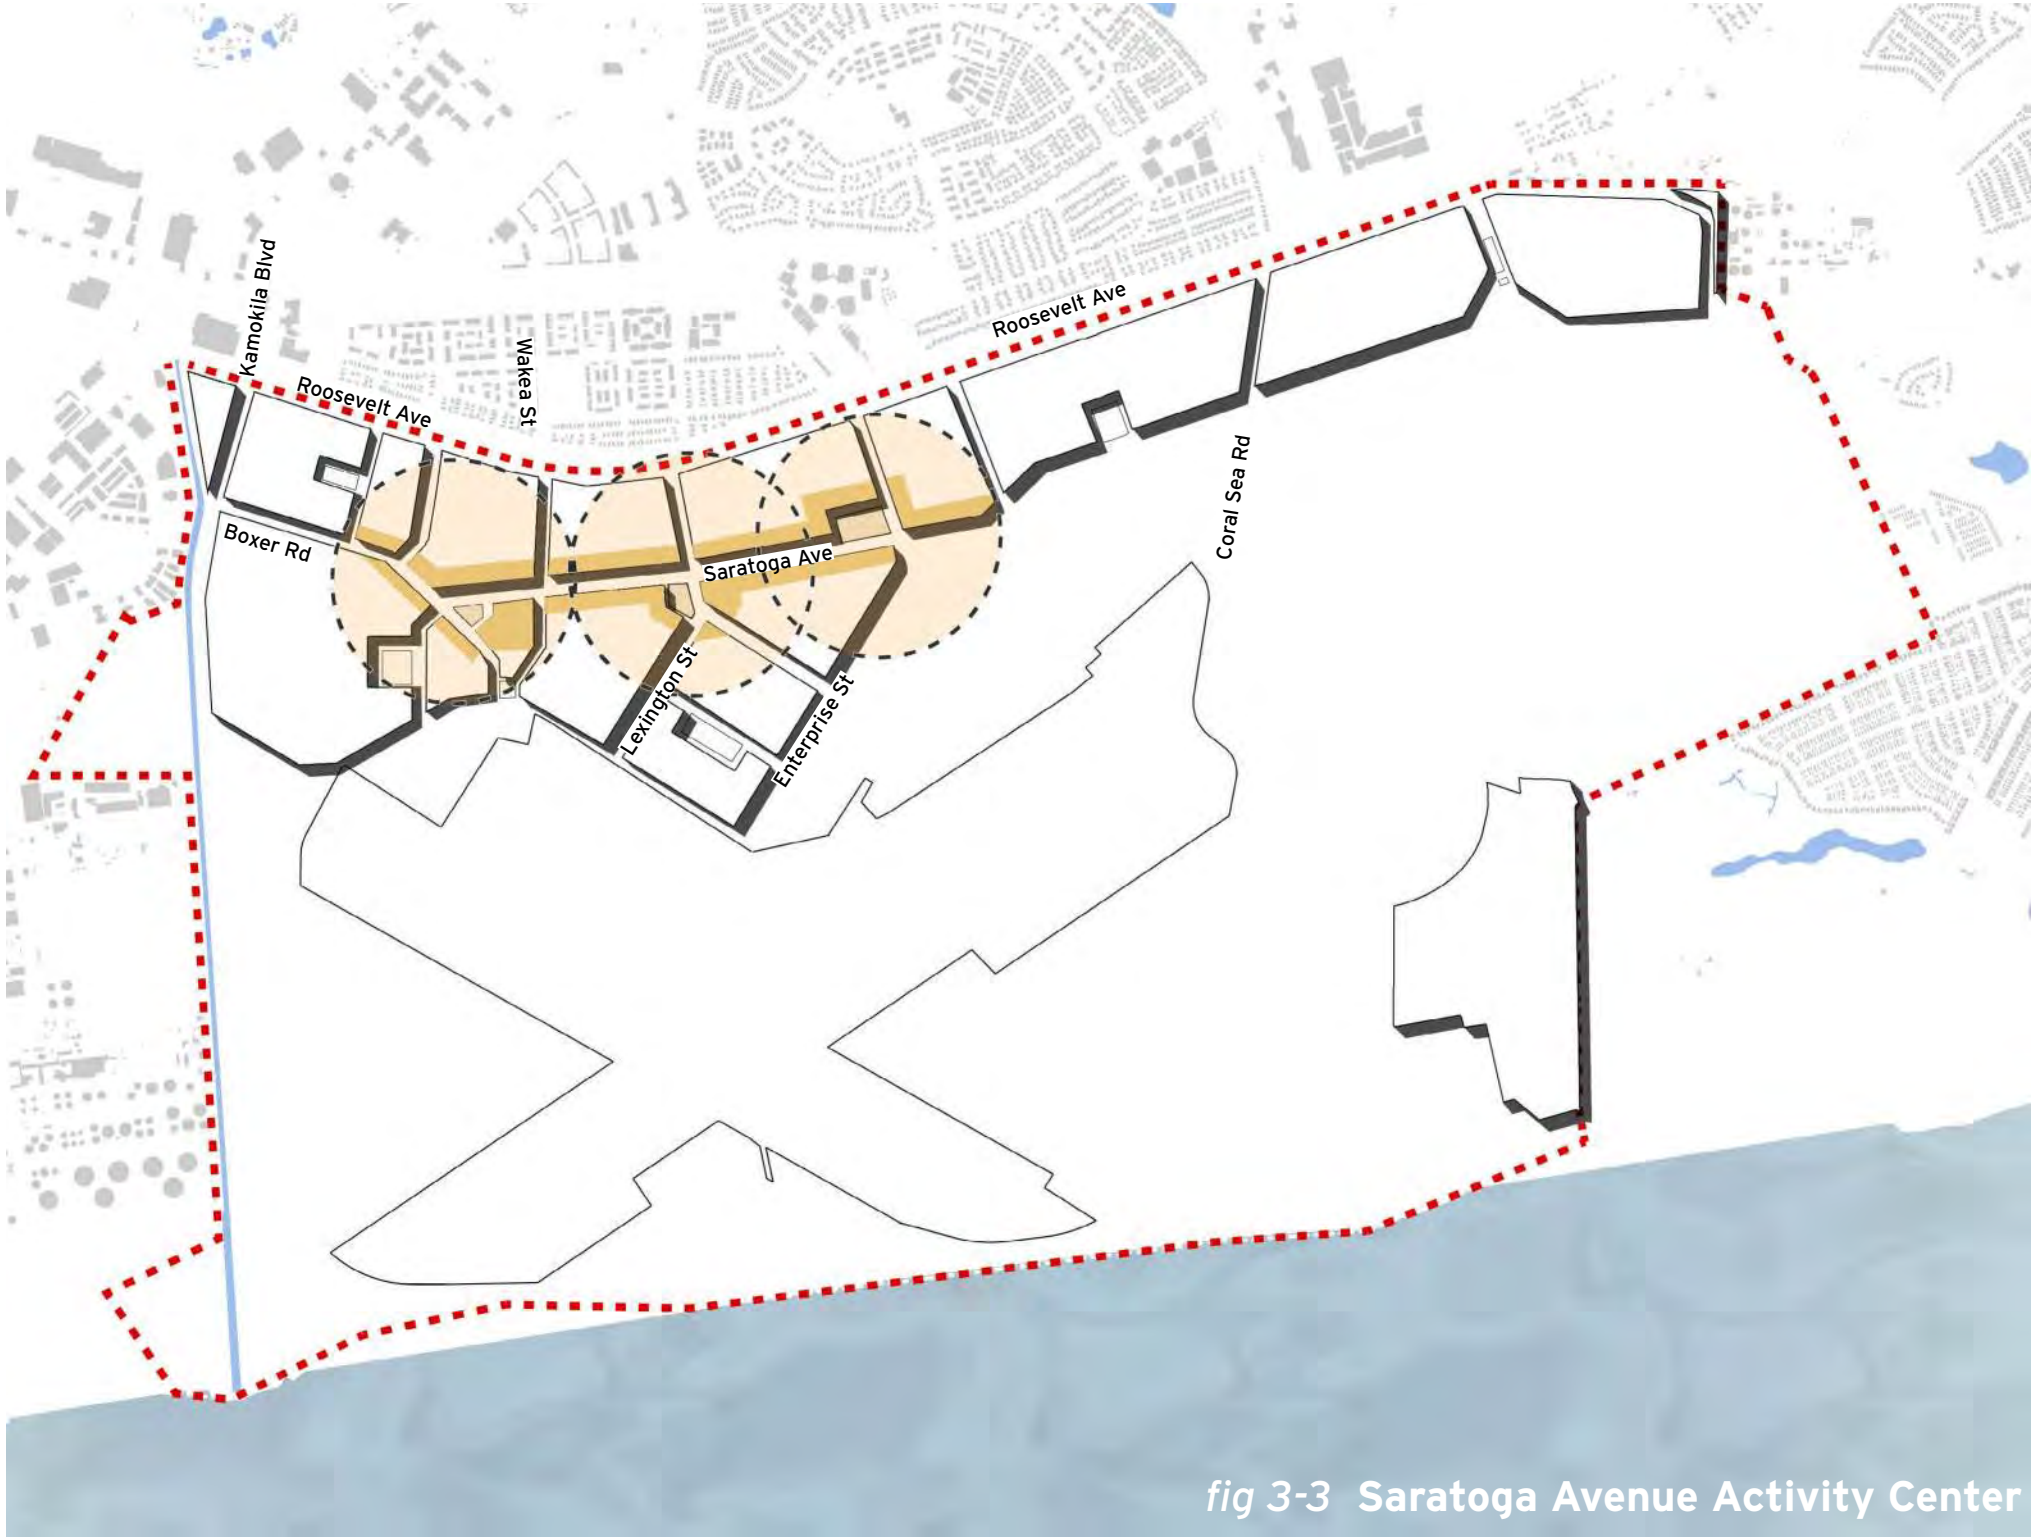 Kamokila Blvd
Roosevelt Ave
Roosevelt Ave
Wakea St
Coral Sea Rd
Boxer Rd
Saratoga Ave
Lexington St
Enterprise St
fig 3-3 Saratoga Avenue Activity Center